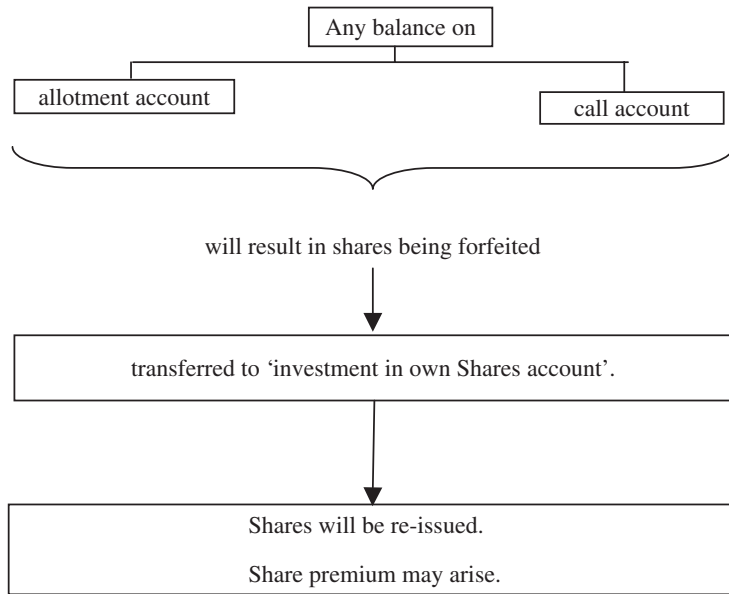 Any balance on
allotment account
call account
will result in shares being forfeited
transferred to ‘investment in own Shares account’.
Shares will be re-issued.
Share premium may arise.